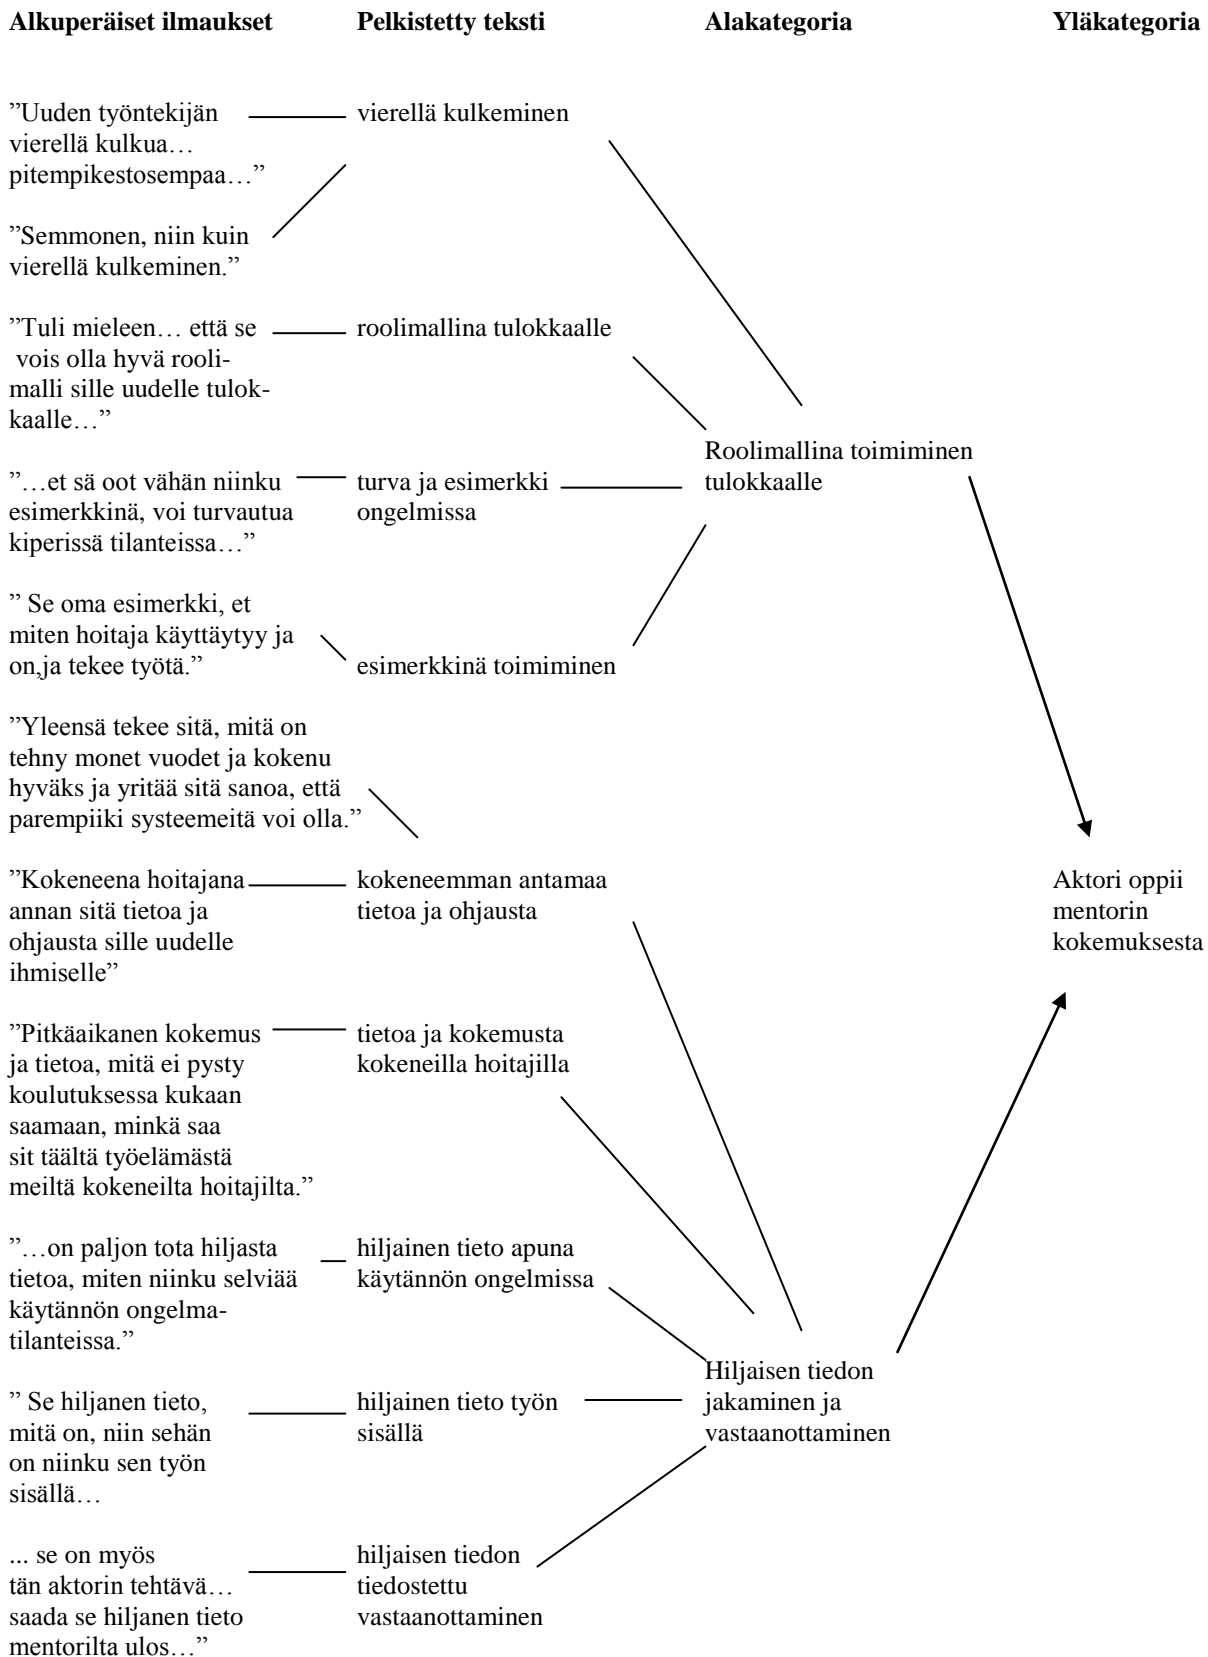 Alkuperäiset ilmaukset Pelkistetty teksti Alakategoria Yläkategoria
”Uuden työntekijän vierellä kulkeminen
vierellä kulkua…
pitempikestosempaa…”
”Semmonen, niin kuin
vierellä kulkeminen.”
”Tuli mieleen… että se roolimallina tulokkaalle
vois olla hyvä rooli-
malli sille uudelle tulok-
kaalle…”
Roolimallina toimiminen
tulokkaalle
”…et sä oot vähän niinku turva ja esimerkki
esimerkkinä, voi turvautua ongelmissa
kiperissä tilanteissa…”
” Se oma esimerkki, et
miten hoitaja käyttäytyy ja
on,ja tekee työtä.” esimerkkinä toimiminen
”Yleensä tekee sitä, mitä on
tehny monet vuodet ja kokenu
hyväks ja yritää sitä sanoa, että
parempiiki systeemeitä voi olla.”
”Kokeneena hoitajana kokeneemman antamaa Aktori oppii
annan sitä tietoa ja tietoa ja ohjausta mentorin
ohjausta sille uudelle kokemuksesta
ihmiselle”
”Pitkäaikanen kokemus tietoa ja kokemusta
ja tietoa, mitä ei pysty kokeneilla hoitajilla
koulutuksessa kukaan
saamaan, minkä saa
sit täältä työelämästä
meiltä kokeneilta hoitajilta.”
”…on paljon tota hiljasta hiljainen tieto apuna
tietoa, miten niinku selviää käytännön ongelmissa
käytännön ongelma-
tilanteissa.”
Hiljaisen tiedon
” Se hiljanen tieto, hiljainen tieto työn jakaminen ja
mitä on, niin sehän sisällä vastaanottaminen
on niinku sen työn
sisällä…
... se on myös hiljaisen tiedon
tän aktorin tehtävä… tiedostettu
saada se hiljanen tieto vastaanottaminen
mentorilta ulos…”